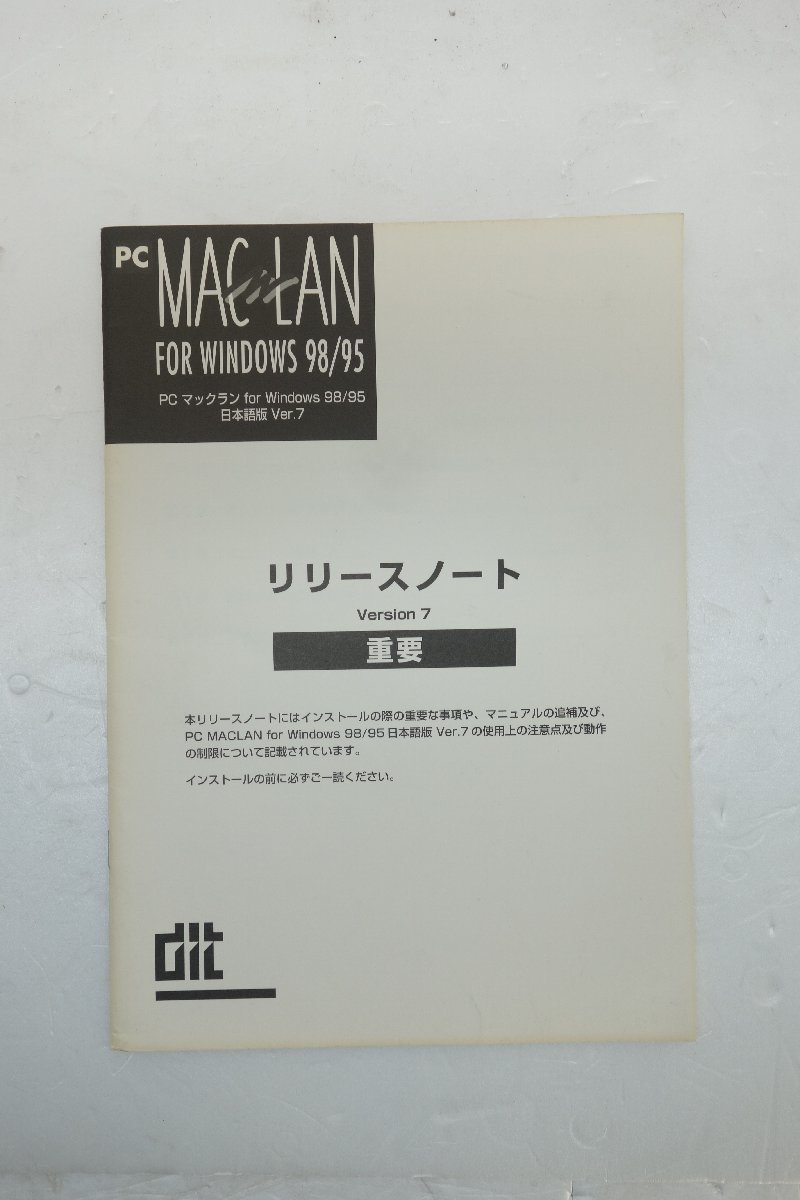 PC MACLAN
FOR WINDOWS 98/95
PC マックラン for Windows 98/95
日本語版 Ver.7
リリースノート
Version 7
重要
本リリースノートにはインストールの際の重要な事項や、マニュアルの追補及び、
PC MACLAN for Windows 98/95 日本語版 Ver.7 の使用上の注意点及び動作
の制限について記載されています。
インストールの前に必ずご一読ください。
dit